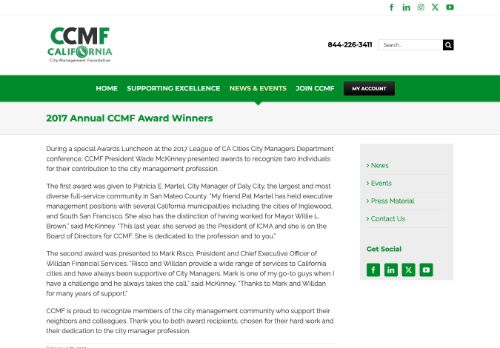 CCMF
CALIFORNIA
City Management Foundation
844-226-3411
Search...
HOME SUPPORTING EXCELLENCE NEWS & EVENTS JOIN CCMF MY ACCOUNT
2017 Annual CCMF Award Winners
During a special Awards Luncheon at the 2017 League of CA Cities City Managers Department
conference, CCMF President Wade McKinney presented awards to recognize two individuals
for their contribution to the city management profession.
The first award was given to Patricia E. Martel, City Manager of Daly City, the largest and most
diverse full-service community in San Mateo County. "My friend Pat Martel has held executive
management positions with several California municipalities including the cities of Inglewood,
and South San Francisco. She also has the distinction of having worked for Mayor Willie L.
Brown," said McKinney. "This last year, she served as the President of ICMA and she is on the
Board of Directors for CCMF. She is dedicated to the profession and to you."
The second award was presented to Mark Risco, President and Chief Executive Officer of
Willdan Financial Services. "Risco and Willdan provide a wide range of services to California
cities and have always been supportive of City Managers. Mark is one of my go-to guys when I
have a challenge and he always takes the call," said McKinney. "Thanks to Mark and Willdan
for many years of support."
CCMF is proud to recognize members of the city management community who support their
neighbors and colleagues. Thank you to both award recipients, chosen for their hard work and
their dedication to the city manager profession.
> News
> Events
> Press Material
> Contact Us
Get Social